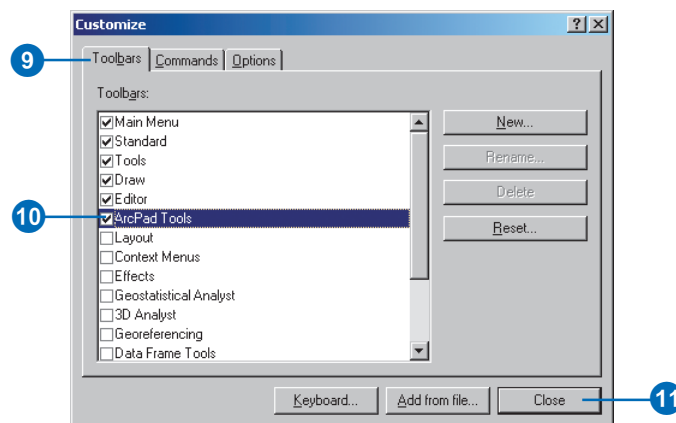 Customize
9
Toolbars Commands Options
Toolbars:
Main Menu
Standard
Tools
Draw
Editor
10
ArcPad Tools
Layout
Context Menus
Effects
Geostatistical Analyst
3D Analyst
Georeferencing
Data Frame Tools
New...
Rename...
Delete
Reset...
Keyboard... Add from file... Close
11